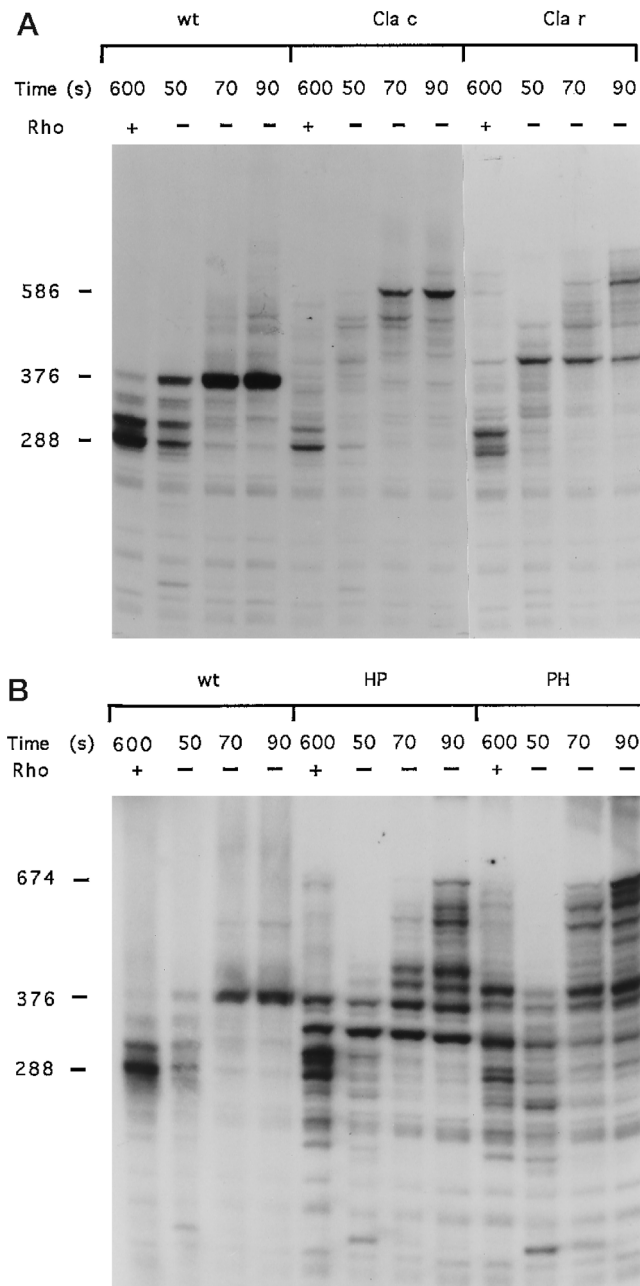 A
wt Cla c Cla r
Time (s) 600 50 70 90 600 50 70 90 600 50 70 90
Rho + – – – + – – – + – – –
586 –
376 –
288 –
B
wt HP PH
Time (s) 600 50 70 90 600 50 70 90 600 50 70 90
Rho + – – – + – – – + – – –
674 –
376 –
288 –